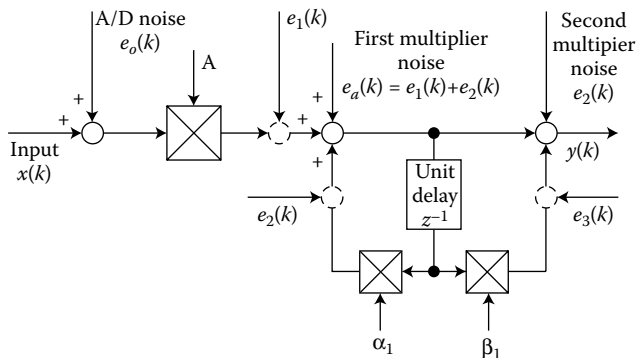 A/D noise
e_o(k)
A
e_1(k)
First multiplier
noise
e_a(k) = e_1(k)+e_2(k)
Second
multipier
noise
e_2(k)
+
+
+
+
+
Input
x(k)
y(k)
Unit
delay
z^{-1}
e_2(k)
e_3(k)
α_1
β_1